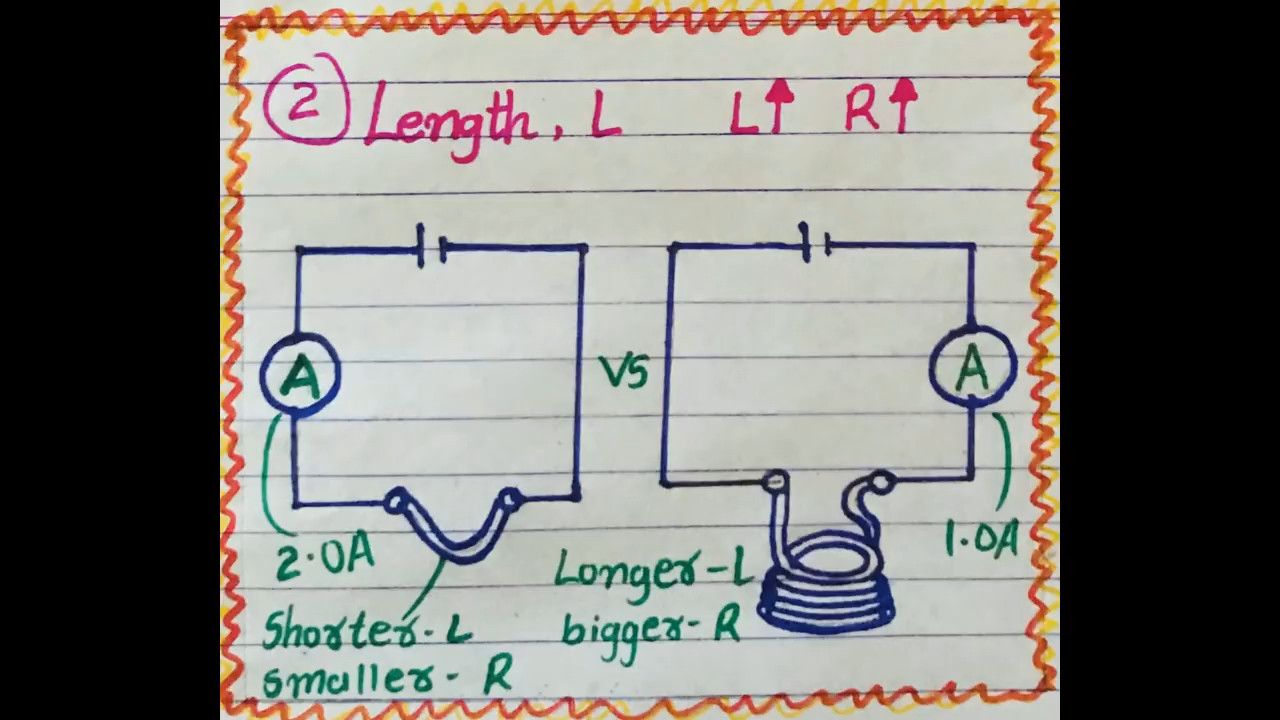 2 Length, L L↑ R↑
A VS A
2.0A
1.0A
Shorter-L
smaller-R
Longer-L
bigger-R